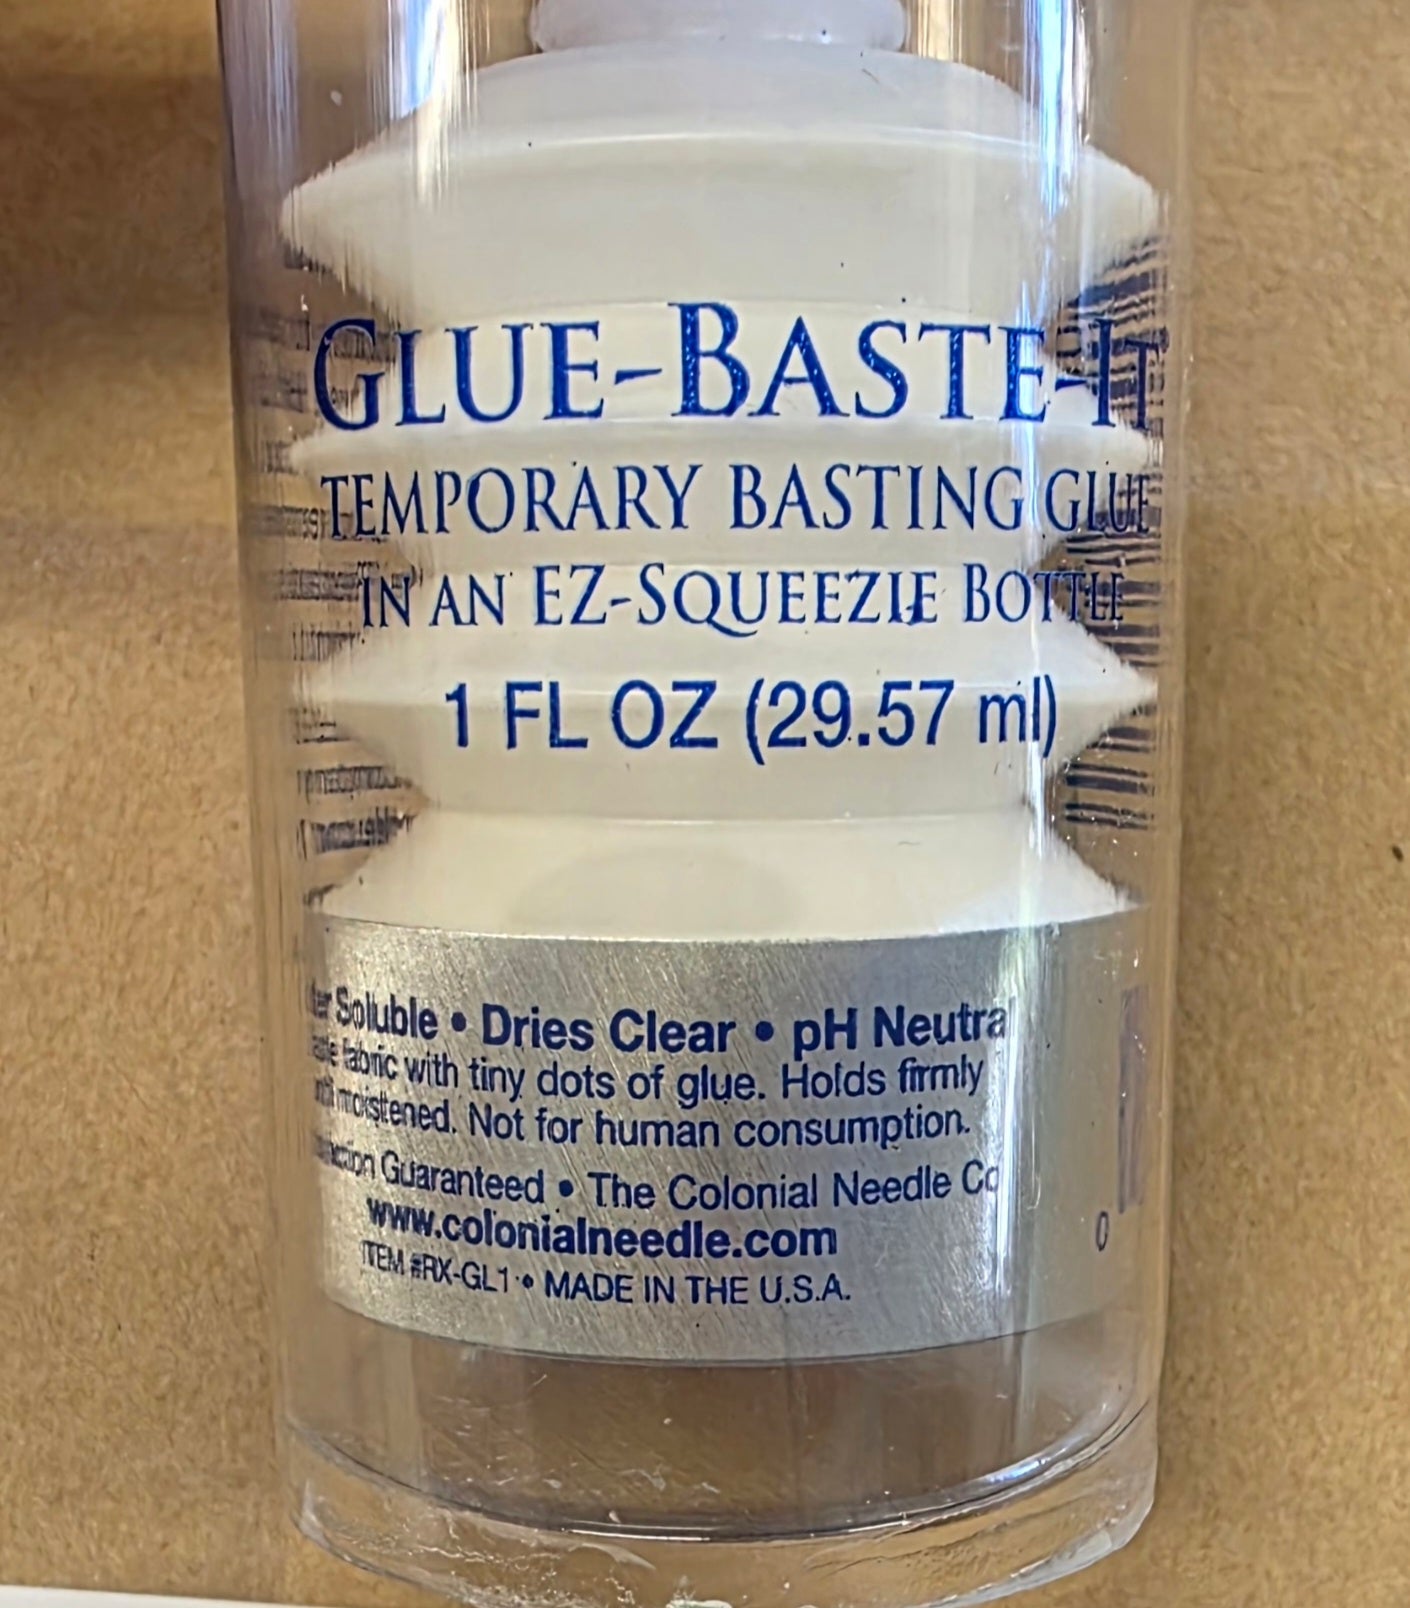 GLUE-BASTE-IT
TEMPORARY BASTING GLUE
IN AN EZ-SQUEEZIE BOTTLE
1 FL OZ (29.57 ml)
Soluble • Dries Clear • pH Neutral
fabric with tiny dots of glue. Holds firmly
moistened. Not for human consumption.
Guaranteed • The Colonial Needle Co
www.colonialneedle.com
ITEM #RX-GL1 • MADE IN THE U.S.A.
0